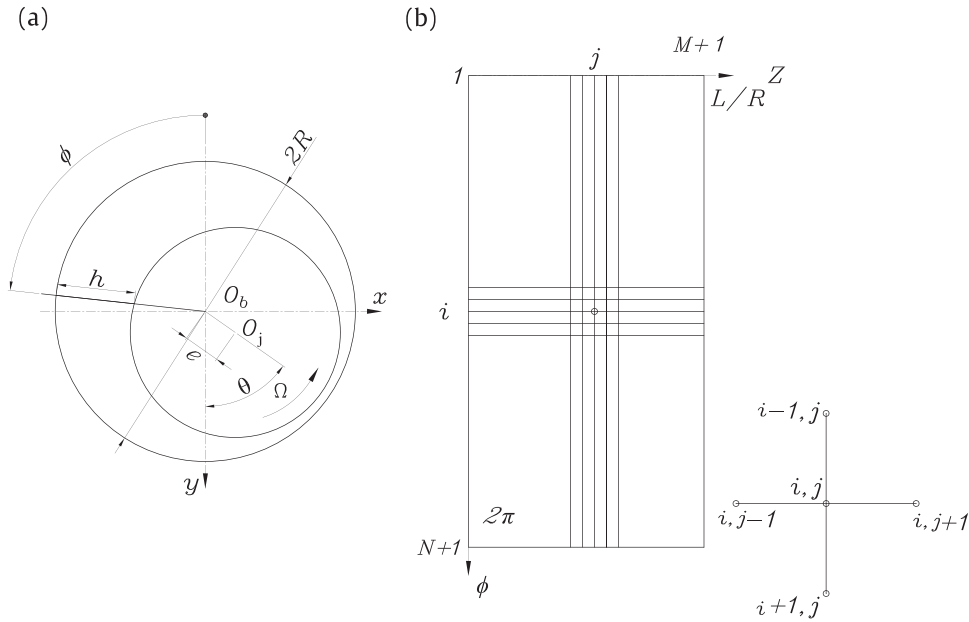 (a)
ϕ
2R
h
x
O_b
O_j
e
θ
Ω
y
(b)
M+1
j
1
Z
L/R
i
2π
N+1
ϕ
i−1,j
i,j
i,j−1
i,j+1
i+1,j